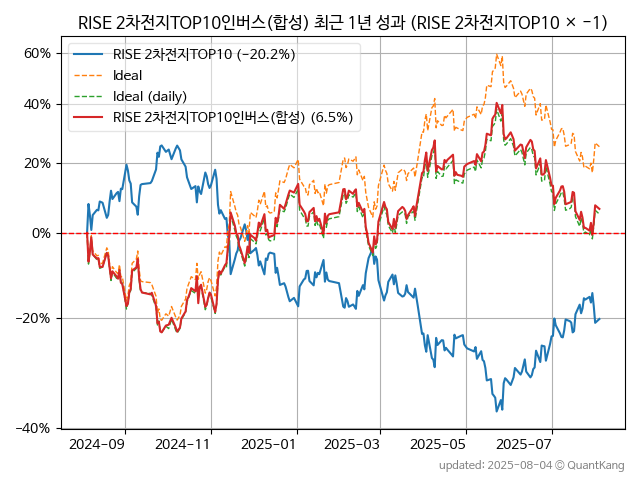 RISE 2차전지TOP10인버스(합성) 최근 1년 성과 (RISE 2차전지TOP10 × −1)
60%
40%
20%
0%
−20%
−40%
RISE 2차전지TOP10 (−20.2%)
Ideal
Ideal (daily)
RISE 2차전지TOP10인버스(합성) (6.5%)
2024-09
2024-11
2025-01
2025-03
2025-05
2025-07
updated: 2025-08-04 © QuantKang